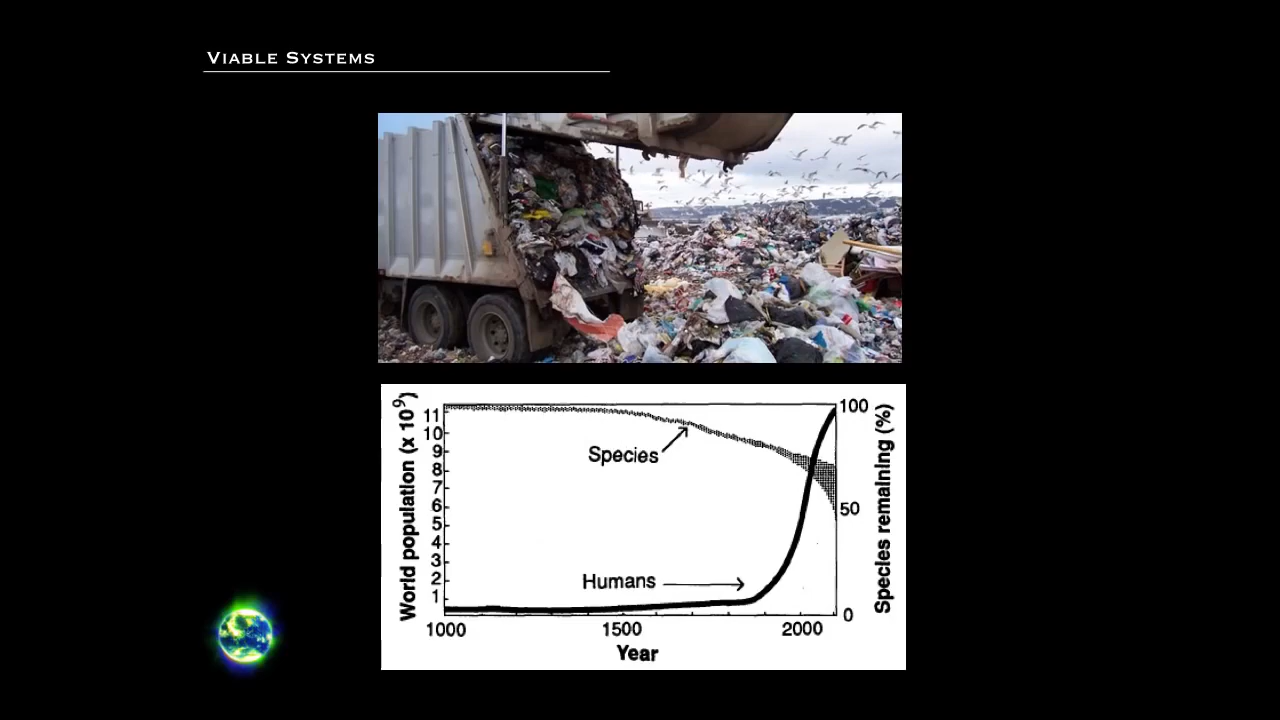 Viable Systems
World population (x 10⁹)
11
10
9
8
7
6
5
4
3
2
1
Species
Humans
100
50
0
Species remaining (%)
1000 1500 2000
Year